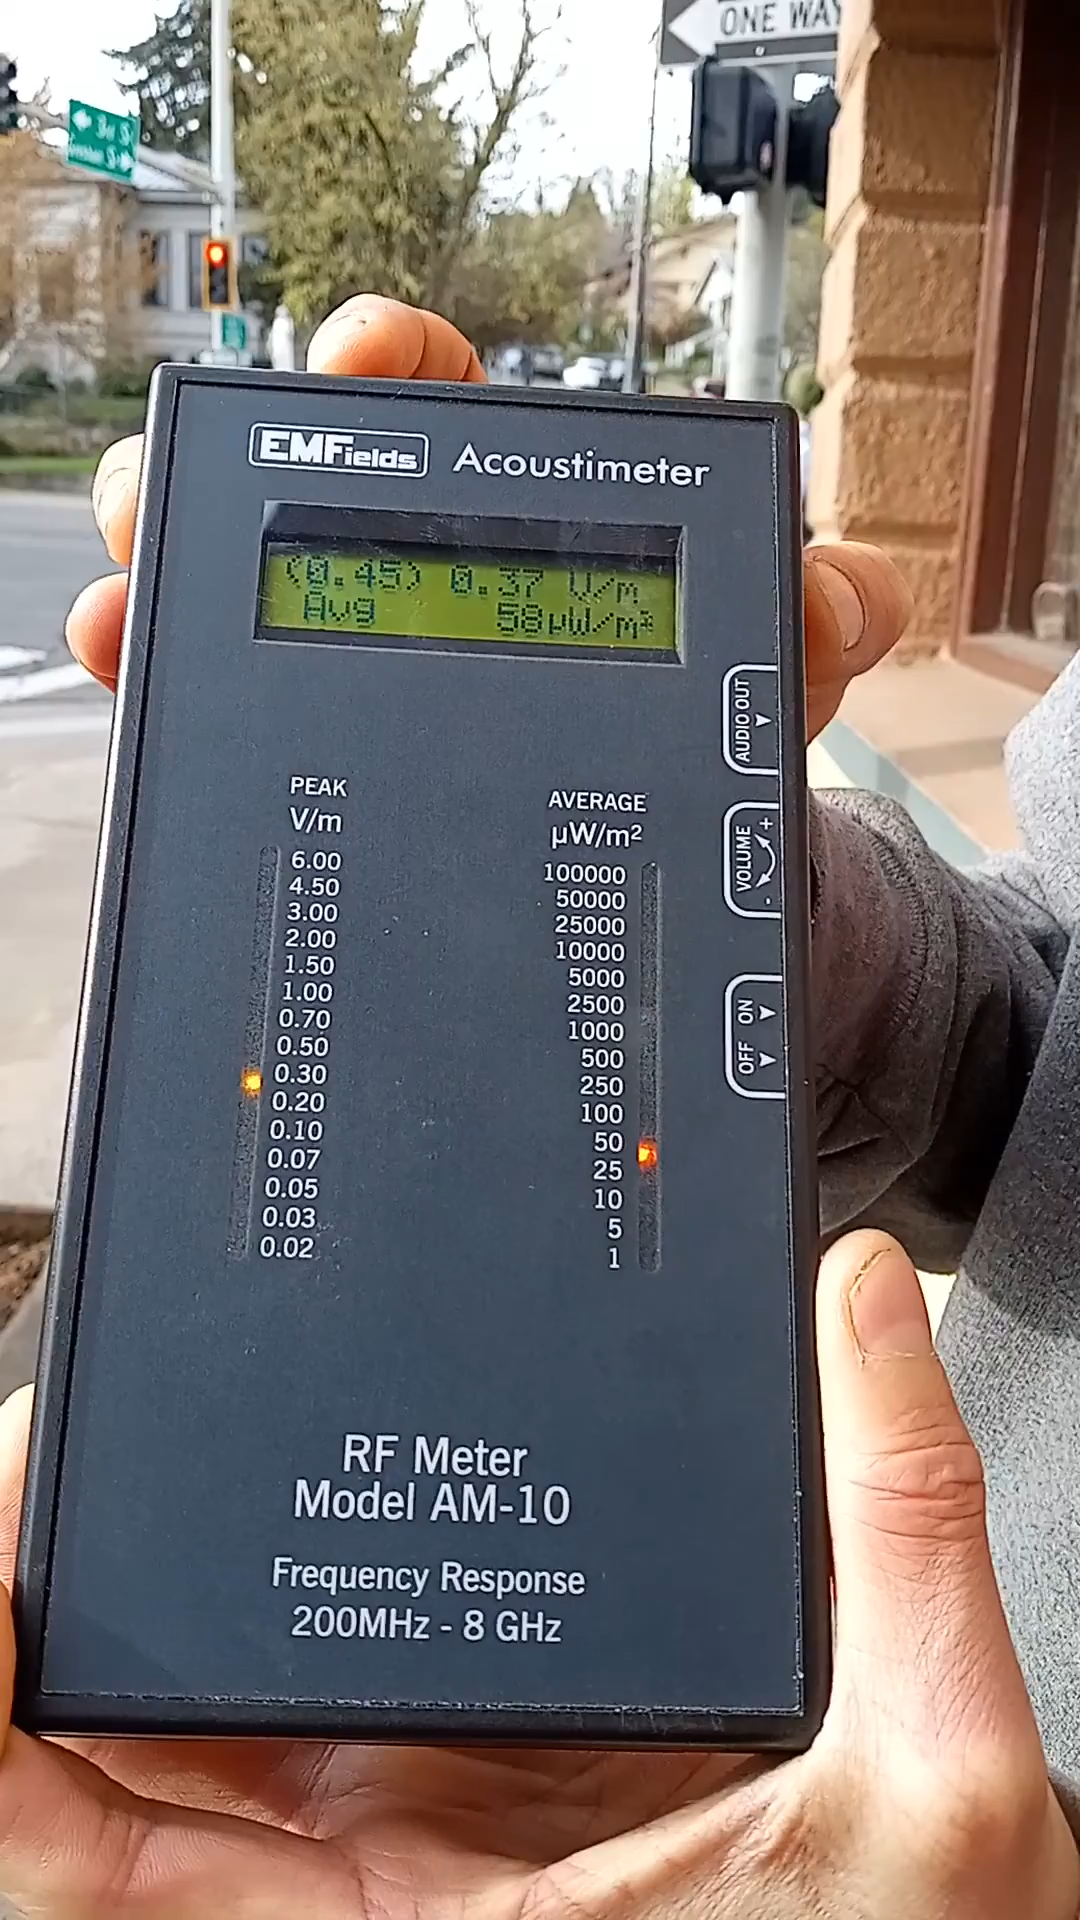 ONE WAY
3rd S
EMFields Acoustimeter
(0.45) 0.37 V/m
Avg 58µW/m²
AUDIO OUT
PEAK
V/m
6.00
4.50
3.00
2.00
1.50
1.00
0.70
0.50
0.30
0.20
0.10
0.07
0.05
0.03
0.02
AVERAGE
µW/m²
100000
50000
25000
10000
5000
2500
1000
500
250
100
50
25
10
5
1
VOLUME - +
OFF ON
RF Meter
Model AM-10
Frequency Response
200MHz - 8 GHz